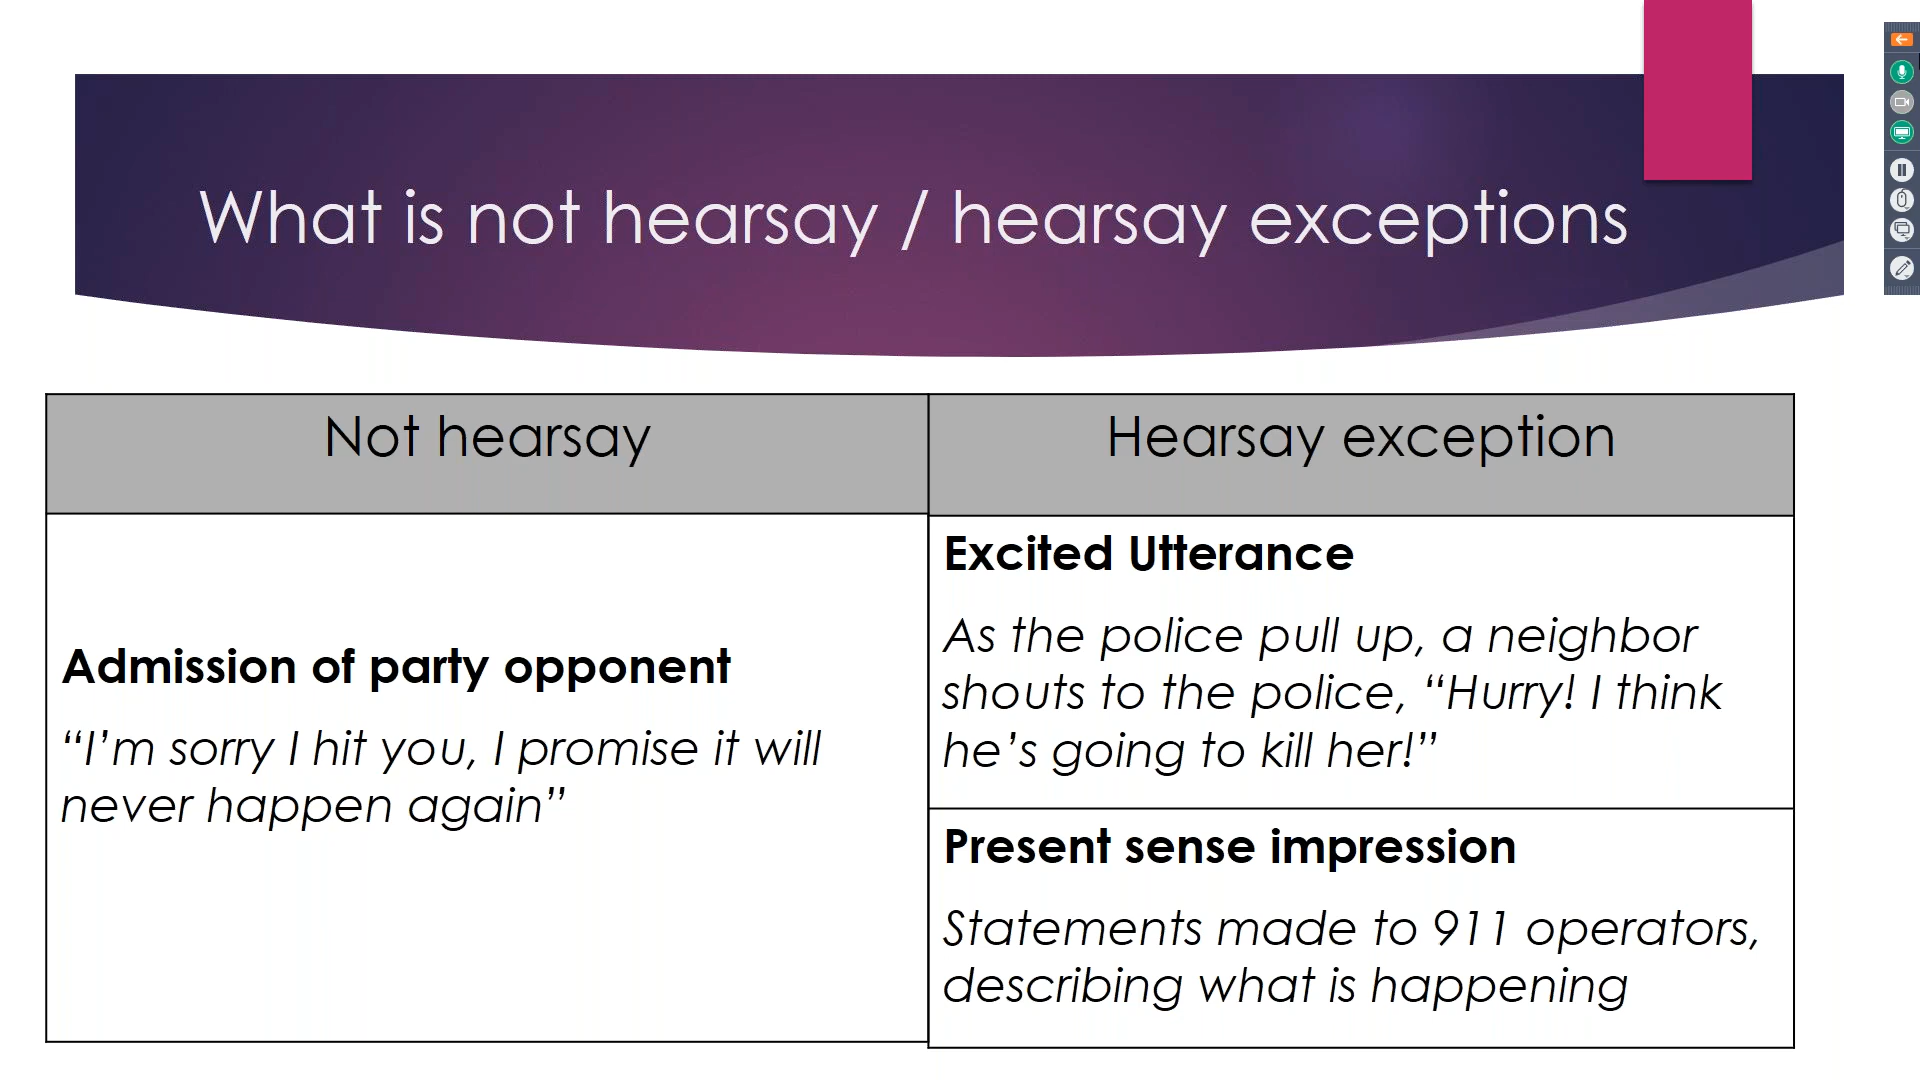 What is not hearsay / hearsay exceptions
Not hearsay
Hearsay exception
Admission of party opponent
“I’m sorry I hit you, I promise it will
never happen again”
Excited Utterance
As the police pull up, a neighbor
shouts to the police, “Hurry! I think
he’s going to kill her!”
Present sense impression
Statements made to 911 operators,
describing what is happening